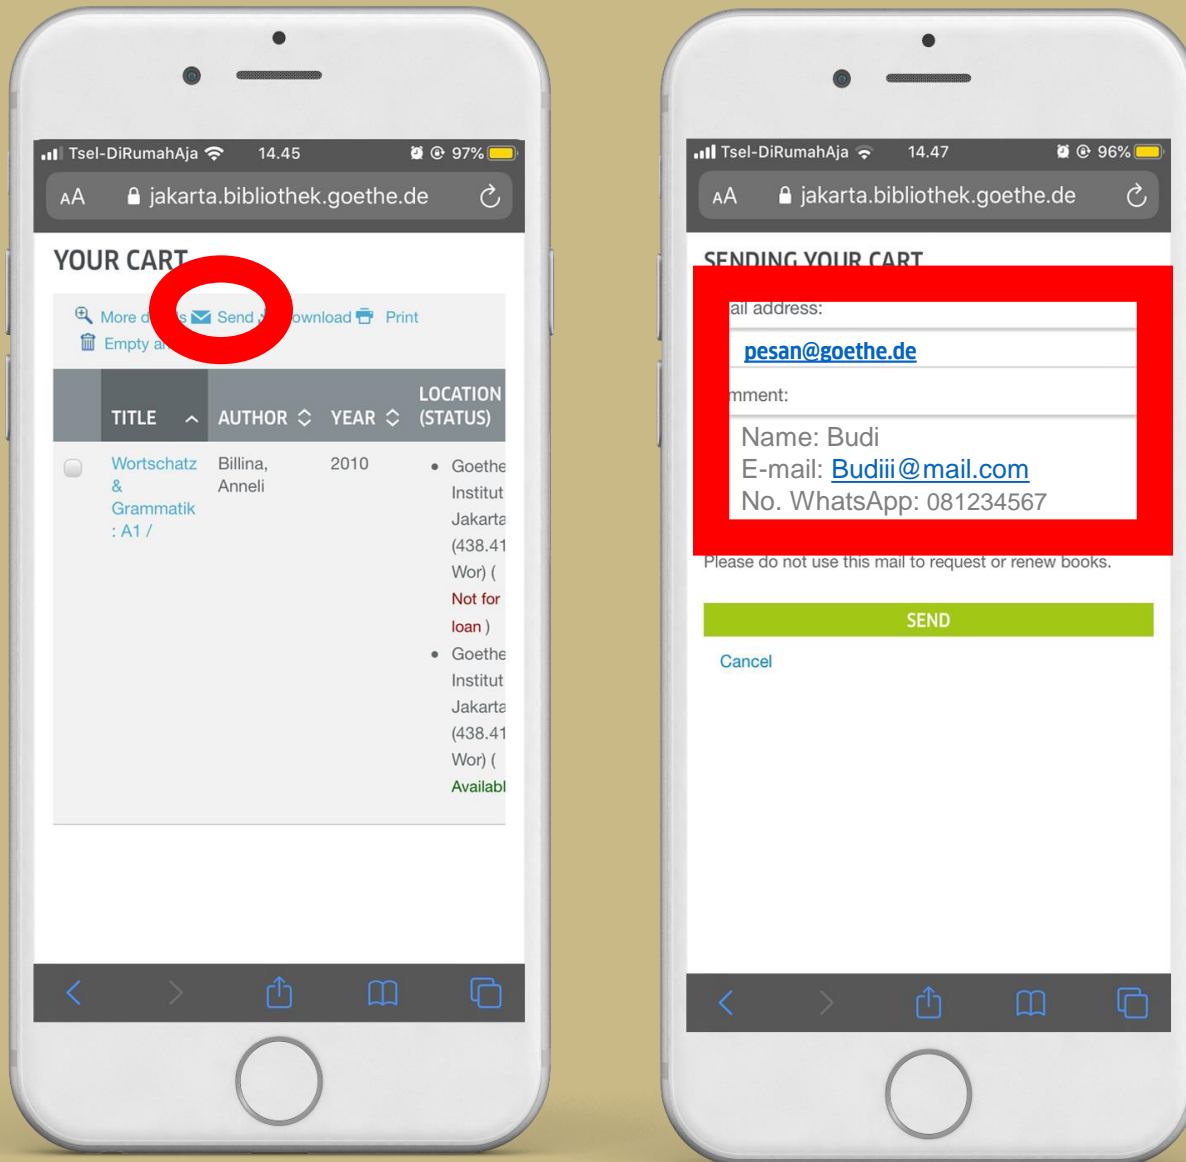 Tsel-DiRumahAja 14.45 97%
AA jakarta.bibliothek.goethe.de
YOUR CART
More Send Print
Empty
TITLE AUTHOR YEAR LOCATION (STATUS)
Wortschatz & Grammatik : A1 /
Billina, Anneli
2010
Goethe
Institut
Jakarta
(438.41
Wor) (
Not for
loan )
Goethe
Institut
Jakarta
(438.41
Wor) (
Availabl
Tsel-DiRumahAja 14.47 96%
AA jakarta.bibliothek.goethe.de
SENDING YOUR CART
ail address:
pesan@goethe.de
mment:
Name: Budi
E-mail: Budiii@mail.com
No. WhatsApp: 081234567
Please do not use this mail to request or renew books.
SEND
Cancel